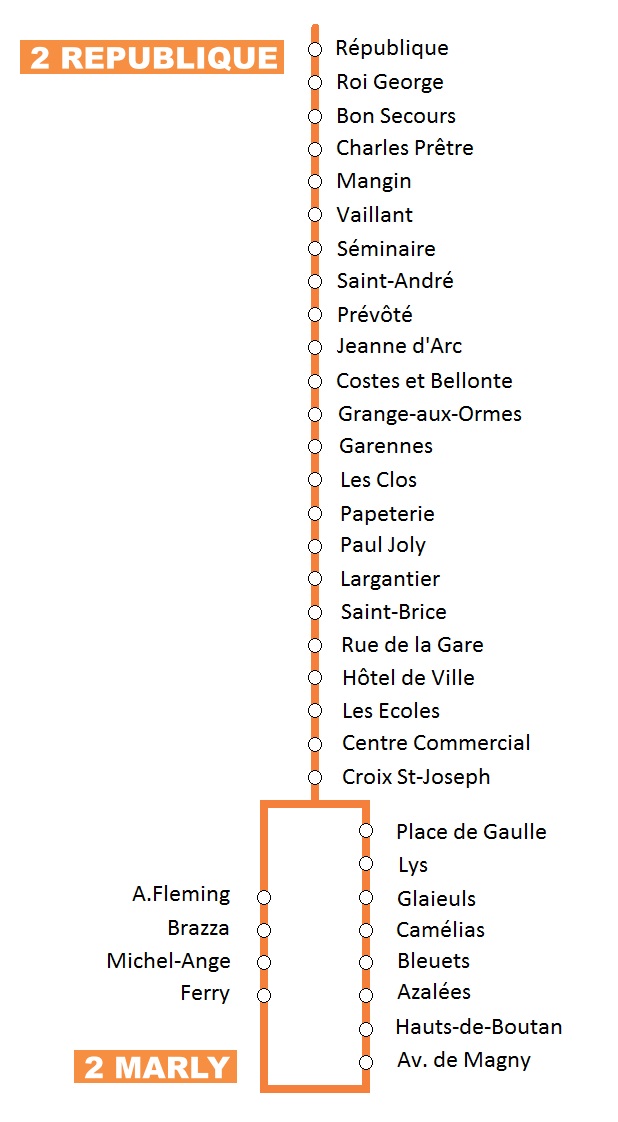 2 REPUBLIQUE
République
Roi George
Bon Secours
Charles Prêtre
Mangin
Vaillant
Séminaire
Saint-André
Prévôté
Jeanne d'Arc
Costes et Bellonte
Grange-aux-Ormes
Garennes
Les Clos
Papeterie
Paul Joly
Largantier
Saint-Brice
Rue de la Gare
Hôtel de Ville
Les Ecoles
Centre Commercial
Croix St-Joseph
Place de Gaulle
Lys
Glaieuls
Camélias
Bleuets
Azalées
Hauts-de-Boutan
Av. de Magny
A.Fleming
Brazza
Michel-Ange
Ferry
2 MARLY